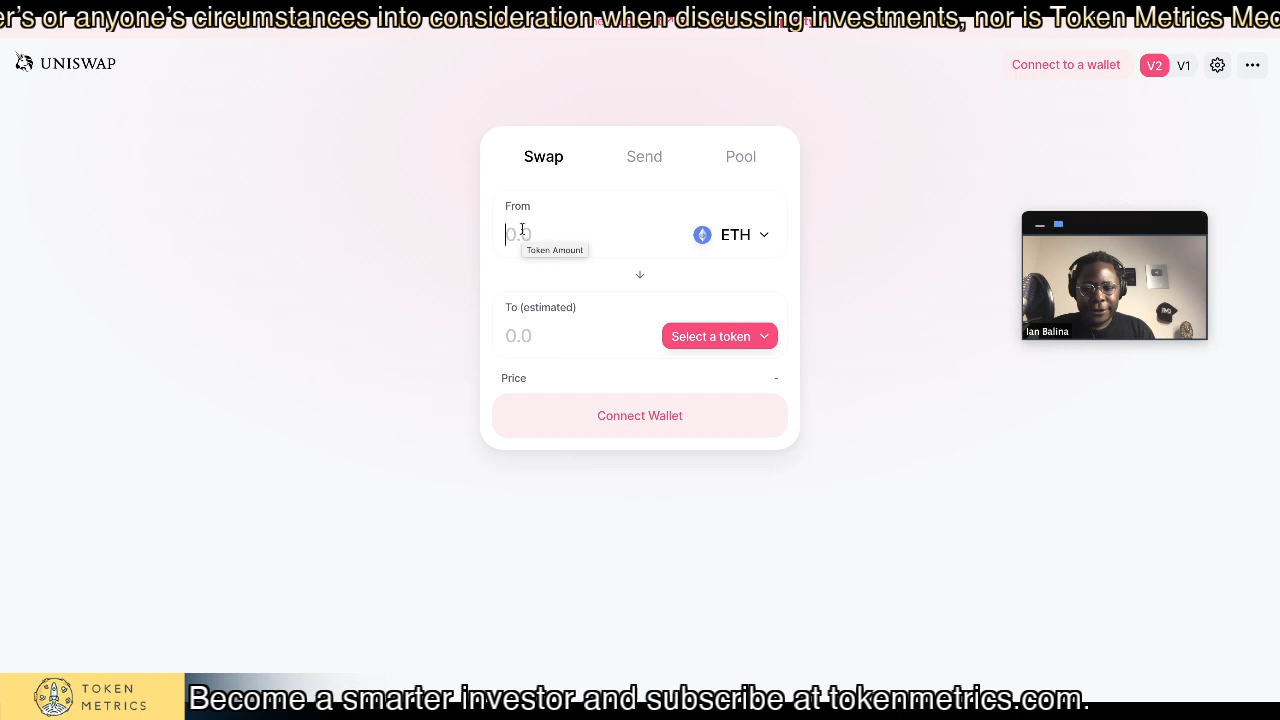 er's or anyone's circumstances into consideration when discussing investments, nor is Token Metrics Med
UNISWAP
Connect to a wallet
V2
V1
Swap
Send
Pool
From
0.0
Token Amount
ETH
To (estimated)
0.0
Select a token
Price
-
Connect Wallet
Ian Balina
TOKEN
METRICS
Become a smarter investor and subscribe at tokenmetrics.com.